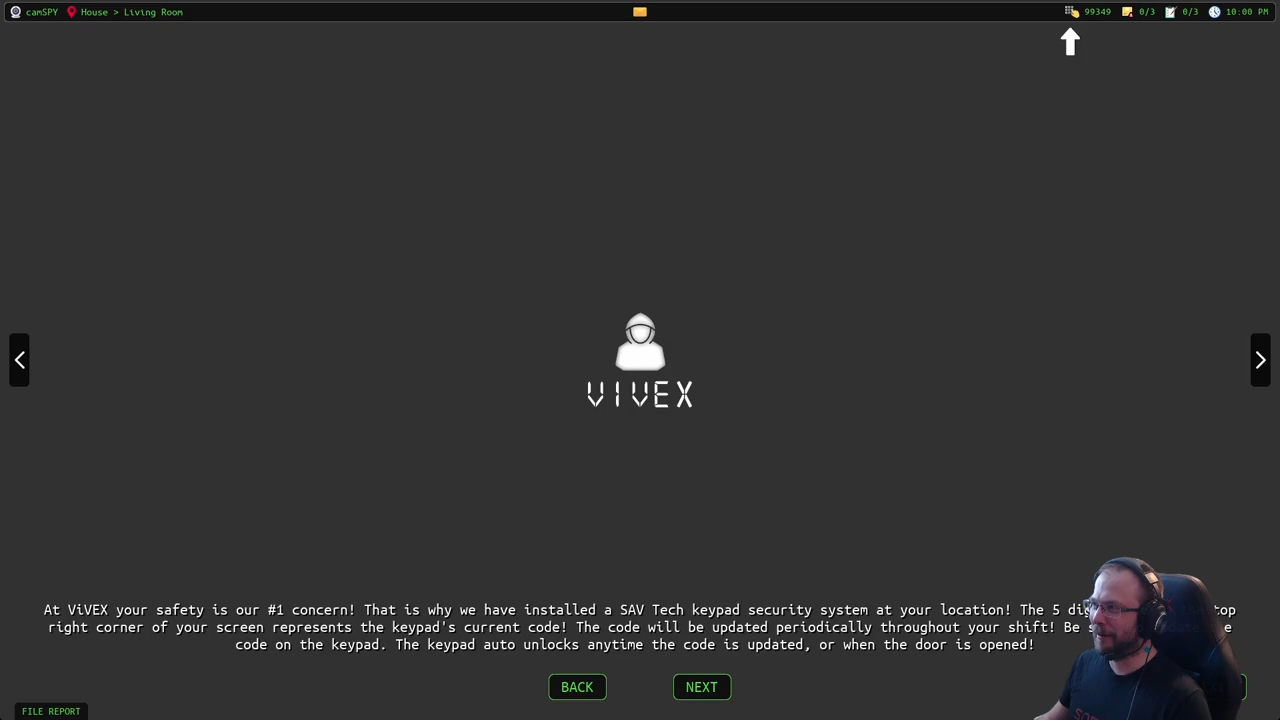 camSPY House > Living Room 99349 0/3 0/3 10:00 PM
VIVEX
At ViVEX your safety is our #1 concern! That is why we have installed a SAV Tech keypad security system at your location! The 5 top
right corner of your screen represents the keypad's current code! The code will be updated periodically throughout your shift! Be
code on the keypad. The keypad auto unlocks anytime the code is updated, or when the door is opened!
BACK NEXT
FILE REPORT